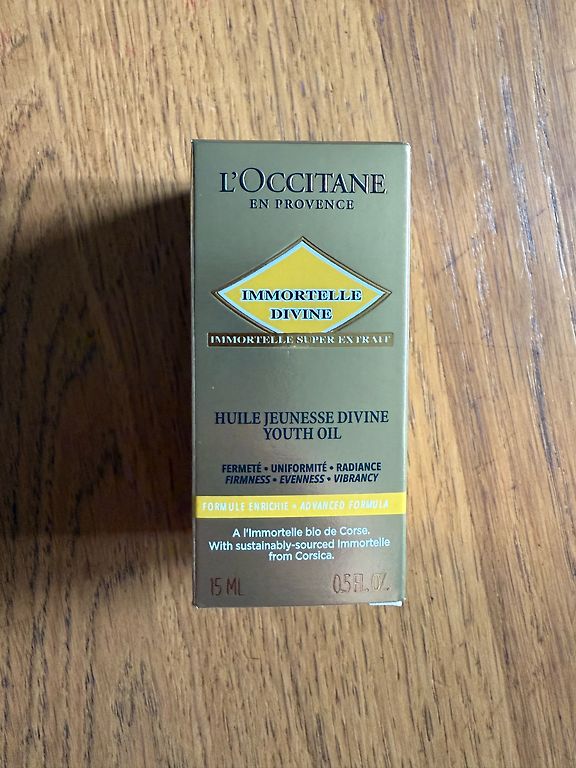 L'OCCITANE
EN PROVENCE
IMMORTELLE
DIVINE
IMMORTELLE SUPER EXTRAIT
HUILE JEUNESSE DIVINE
YOUTH OIL
FERMETÉ • UNIFORMITÉ • RADIANCE
FIRMNESS • EVENNESS • VIBRANCY
FORMULE ENRICHIE • ADVANCED FORMULA
A l'Immortelle bio de Corse.
With sustainably-sourced Immortelle
from Corsica.
15 ML 0.5 FL. OZ.